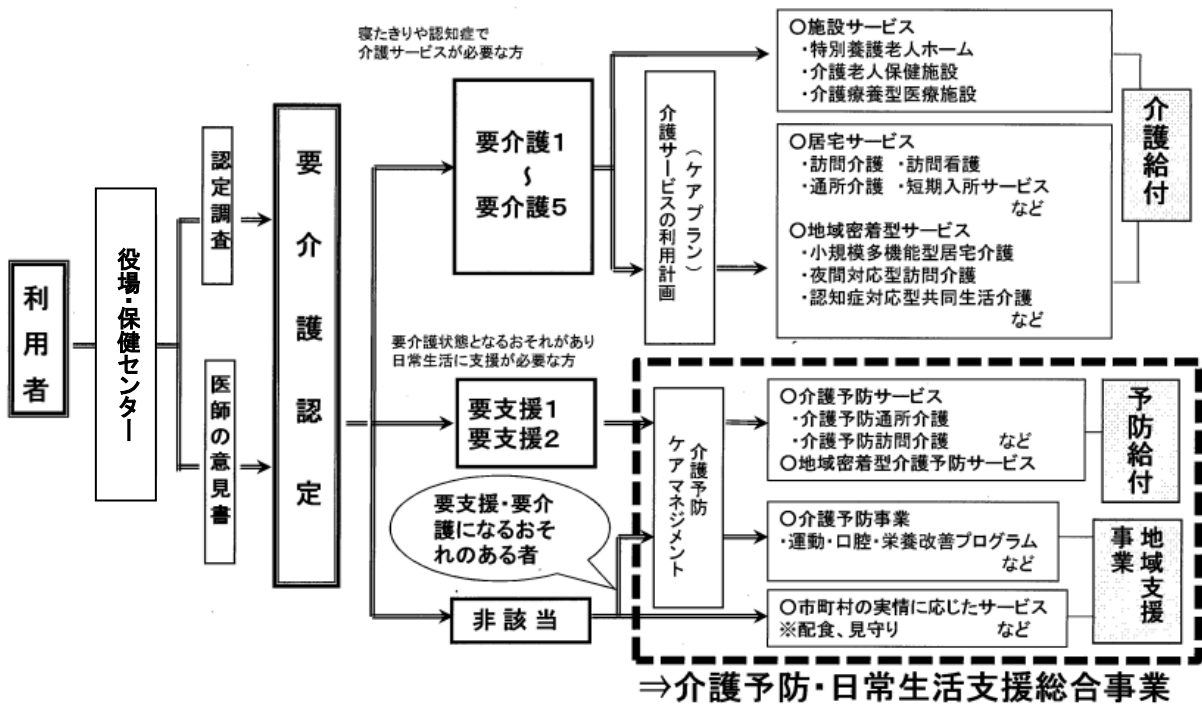 利用者
役場・保健センター
認定調査
医師の意見書
要介護認定
寝たきりや認知症で
介護サービスが必要な方
要介護1
~
要介護5
介護サービスの利用計画
(ケアプラン)
○施設サービス
・特別養護老人ホーム
・介護老人保健施設
・介護療養型医療施設
○居宅サービス
・訪問介護 ・訪問看護
・通所介護 ・短期入所サービス
など
○地域密着型サービス
・小規模多機能型居宅介護
・夜間対応型訪問介護
・認知症対応型共同生活介護
など
介護給付
要介護状態となるおそれがあり
日常生活に支援が必要な方
要支援1
要支援2
介護予防
ケアマネジメント
○介護予防サービス
・介護予防通所介護
・介護予防訪問介護 など
○地域密着型介護予防サービス
予防給付
要支援・要介
護になるおそ
れのある者
非該当
○介護予防事業
・運動・口腔・栄養改善プログラム
など
○市町村の実情に応じたサービス
※配食、見守り など
地域支援
事業
⇒介護予防・日常生活支援総合事業